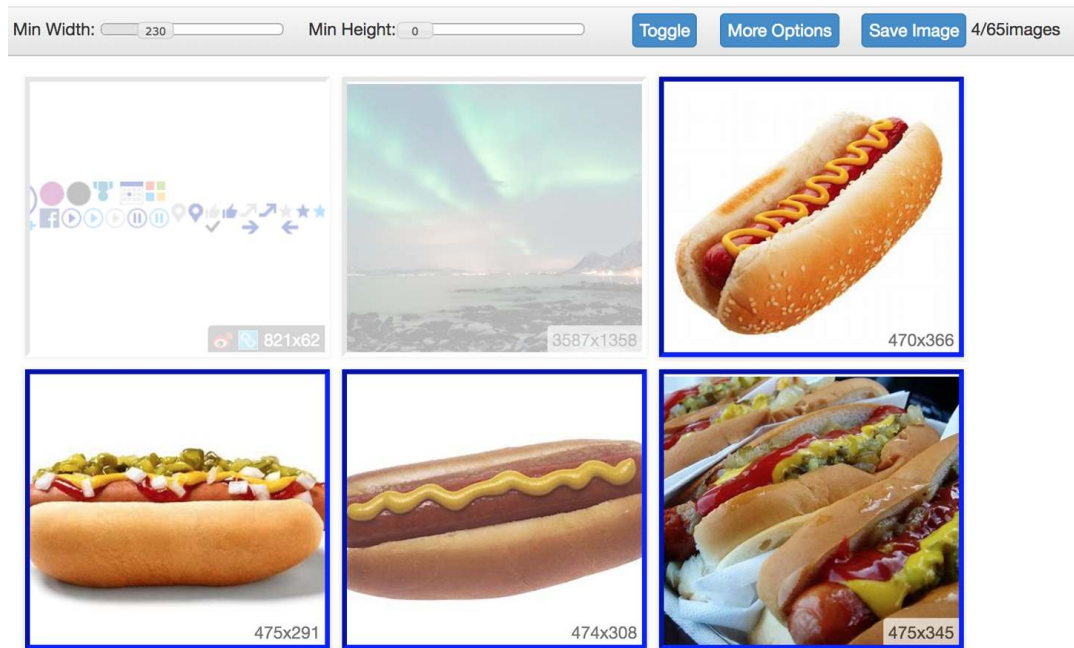 Min Width: 230 Min Height: 0 Toggle More Options Save Image 4/65images
821x62 3587x1358 470x366
475x291 474x308 475x345